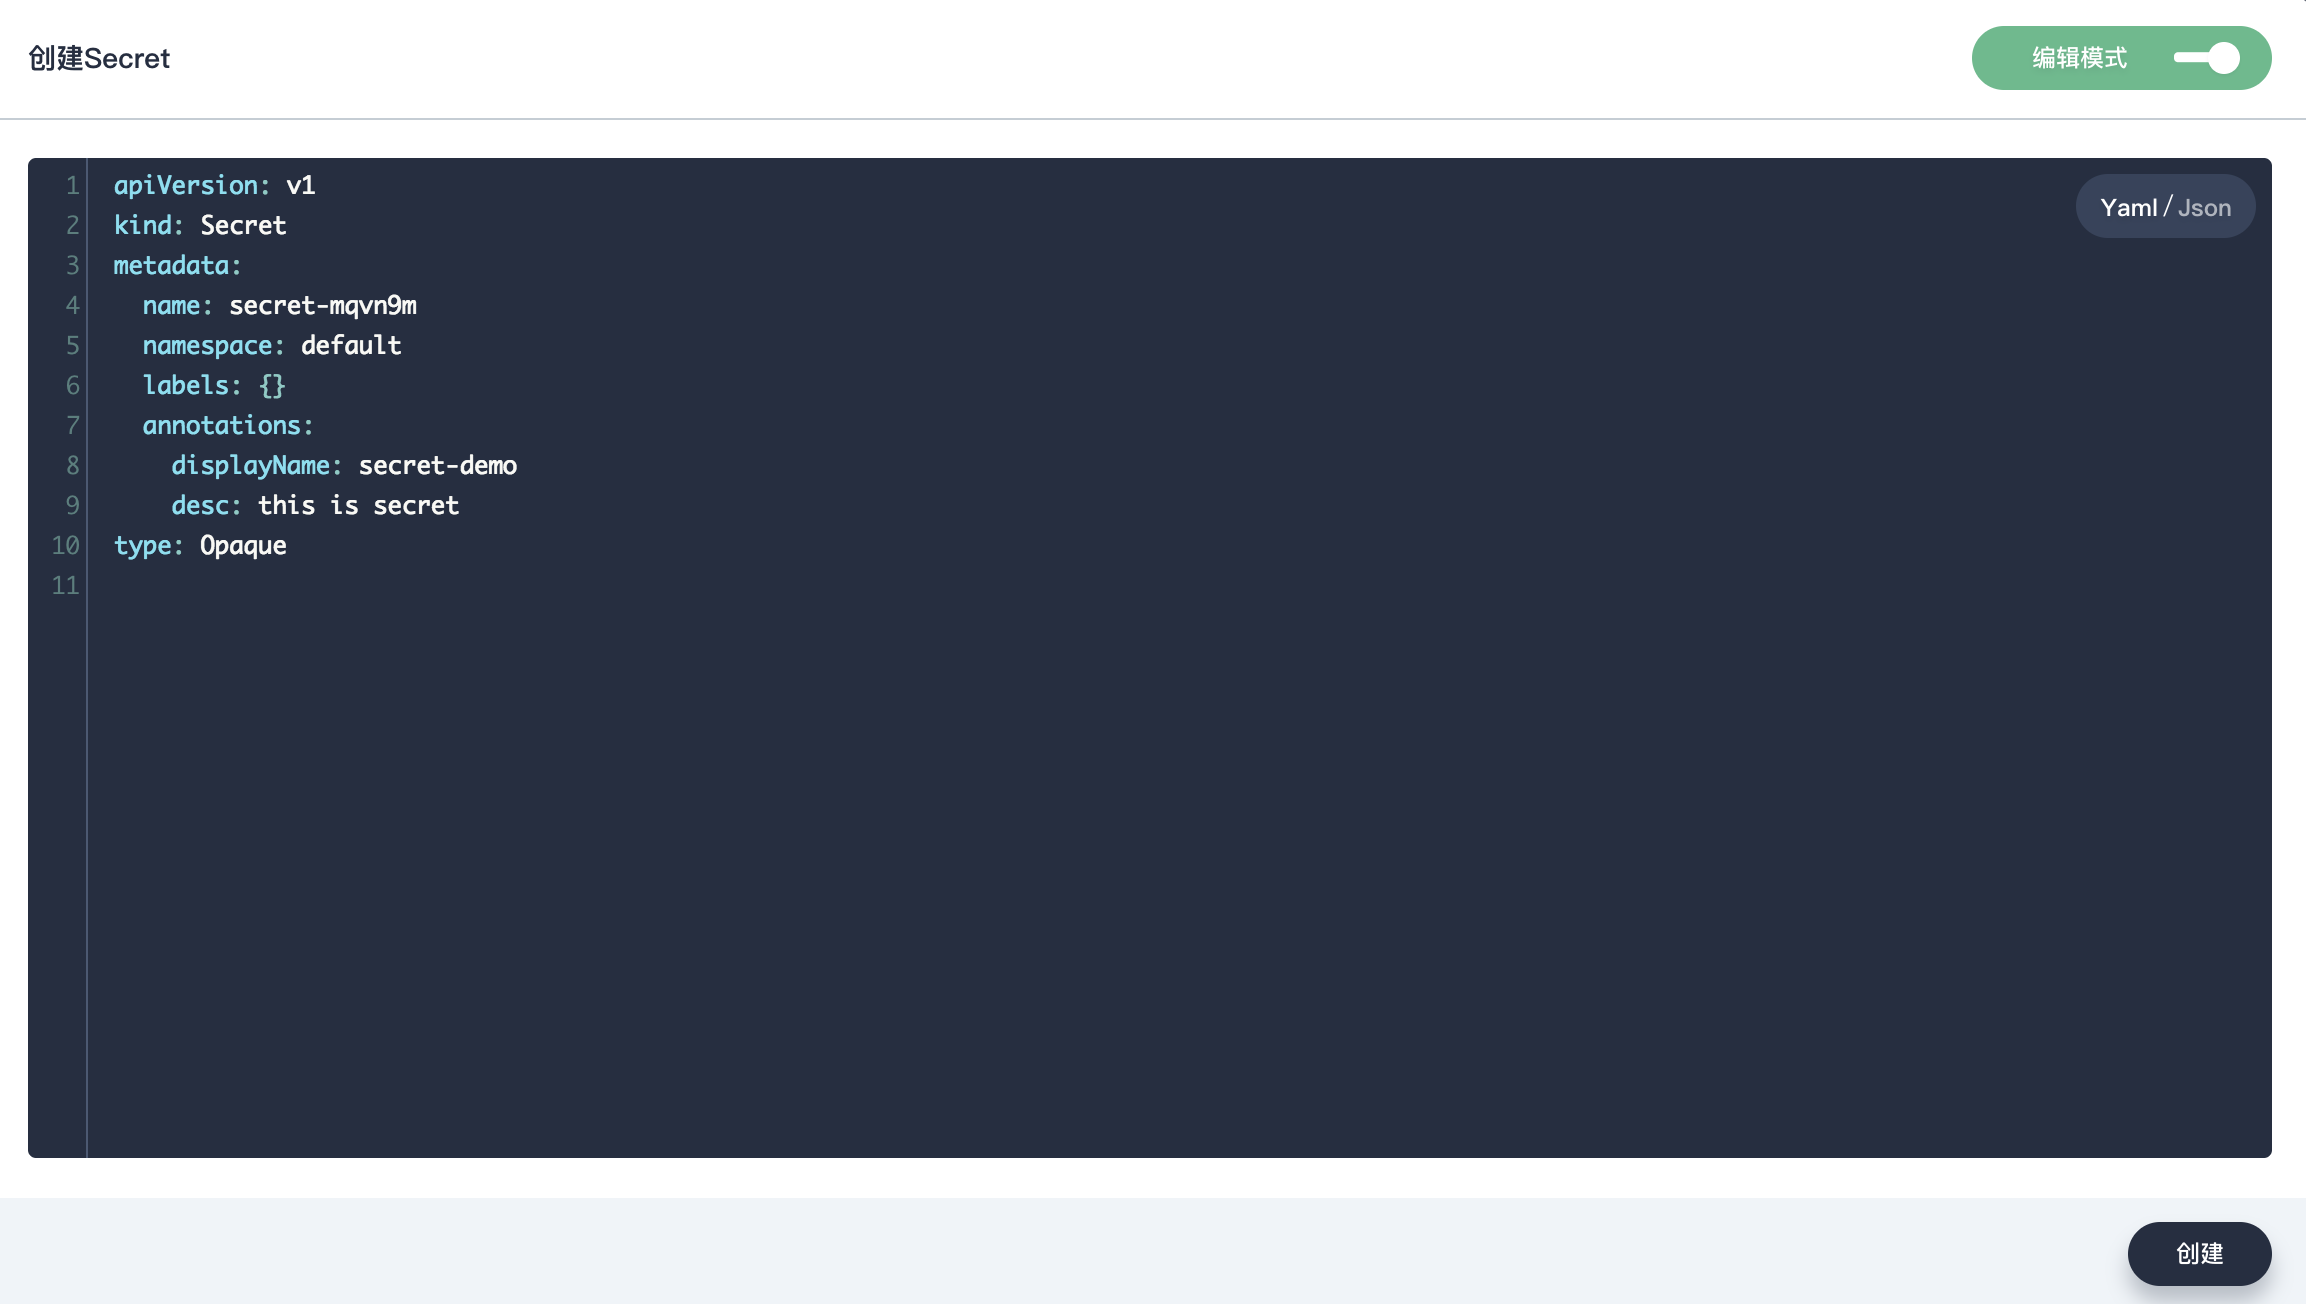 创建Secret
编辑模式
Yaml / Json
1 apiVersion: v1
2 kind: Secret
3 metadata:
4   name: secret-mqvn9m
5   namespace: default
6   labels: {}
7   annotations:
8     displayName: secret-demo
9     desc: this is secret
10 type: Opaque
11
创建